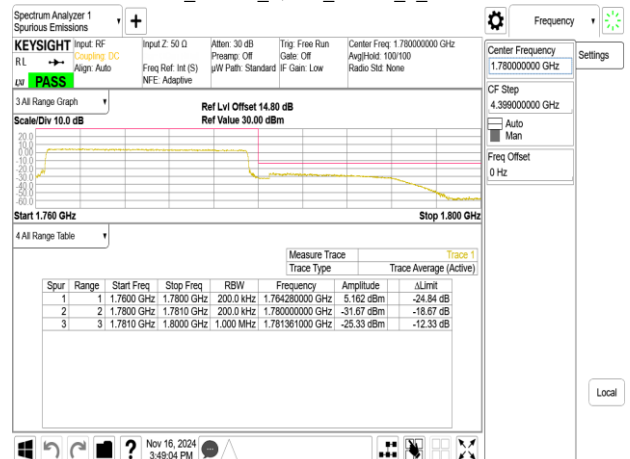 Spectrum Analyzer 1
Spurious Emissions
Frequency
KEYSIGHT Input: RF Input Z: 50 Ω Atten: 30 dB Trig: Free Run Center Freq: 1.780000000 GHz
RL Coupling: DC Preamp: Off Gate: Off Avg|Hold: 100/100
Align: Auto Freq Ref: Int (S) µW Path: Standard IF Gain: Low Radio Std: None
LXI PASS NFE: Adaptive
Center Frequency
1.780000000 GHz
Settings
CF Step
4.399000000 GHz
Auto
Man
Freq Offset
0 Hz
3 All Range Graph
Ref Lvl Offset 14.80 dB
Scale/Div 10.0 dB Ref Value 30.00 dBm
20.0
10.0
0.00
-10.0
-20.0
-30.0
-40.0
-50.0
-60.0
Start 1.760 GHz Stop 1.800 GHz
4 All Range Table
Measure Trace Trace 1
Trace Type Trace Average (Active)
Spur Range Start Freq Stop Freq RBW Frequency Amplitude ΔLimit
1 1 1.7600 GHz 1.7800 GHz 200.0 kHz 1.764280000 GHz 5.162 dBm -24.84 dB
2 2 1.7800 GHz 1.7810 GHz 200.0 kHz 1.780000000 GHz -31.67 dBm -18.67 dB
3 3 1.7810 GHz 1.8000 GHz 1.000 MHz 1.781361000 GHz -25.33 dBm -12.33 dB
Local
? Nov 16, 2024
3:49:04 PM